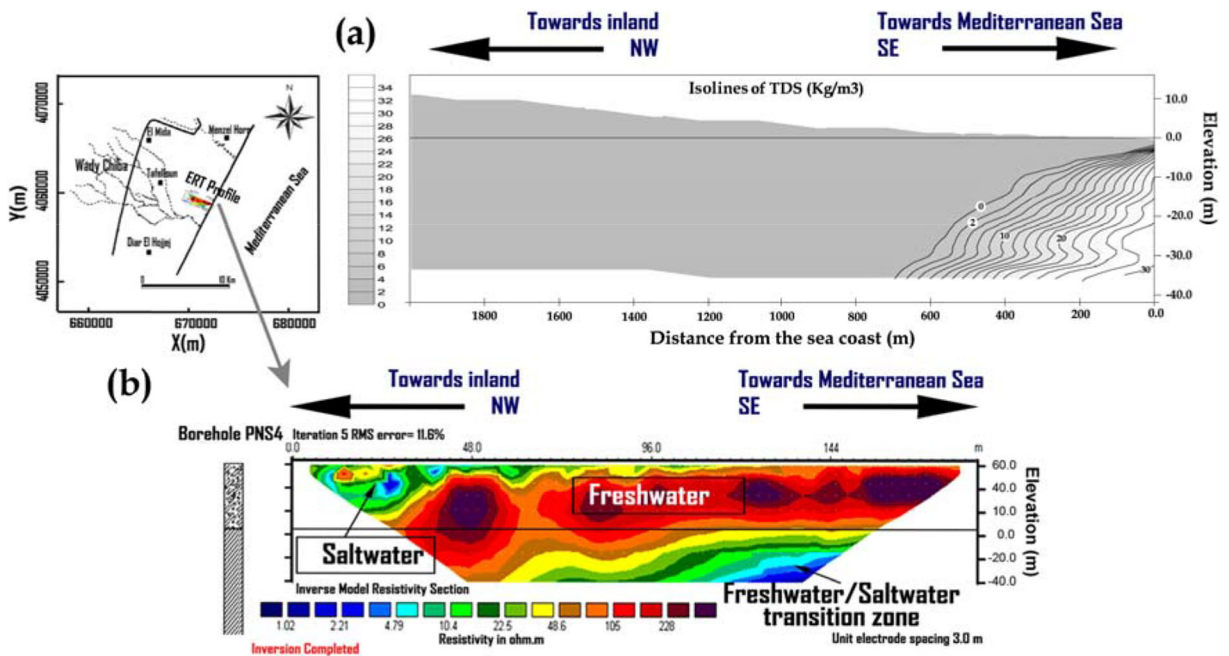 (a)
Towards inland
NW
Towards Mediterranean Sea
SE
Isolines of TDS (Kg/m3)
34
32
30
28
26
24
22
20
18
16
14
12
10
8
6
4
2
0
0
2
10
20
30
10.0
0.0
-10.0
-20.0
-30.0
-40.0
Elevation (m)
1800
1600
1400
1200
1000
800
600
400
200
0.0
Distance from the sea coast (m)
N
4070000
4060000
4050000
Y(m)
El Mida
Menzel Horr
Wady Chiba
Tafelloun
ERT Profile
Mediterranean Sea
Diar El Hojjej
0
10 Km
660000
670000
680000
X(m)
(b)
Towards inland
NW
Towards Mediterranean Sea
SE
Borehole PNS4
Iteration 5 RMS error= 11.6%
0.0
48.0
96.0
144
m
60.0
40.0
10.0
0.0
-20.0
-40.0
Elevation (m)
Freshwater
Saltwater
Freshwater/Saltwater
transition zone
Inverse Model Resistivity Section
1.02
2.21
4.79
10.4
22.5
48.6
105
228
Resistivity in ohm.m
Unit electrode spacing 3.0 m
Inversion Completed